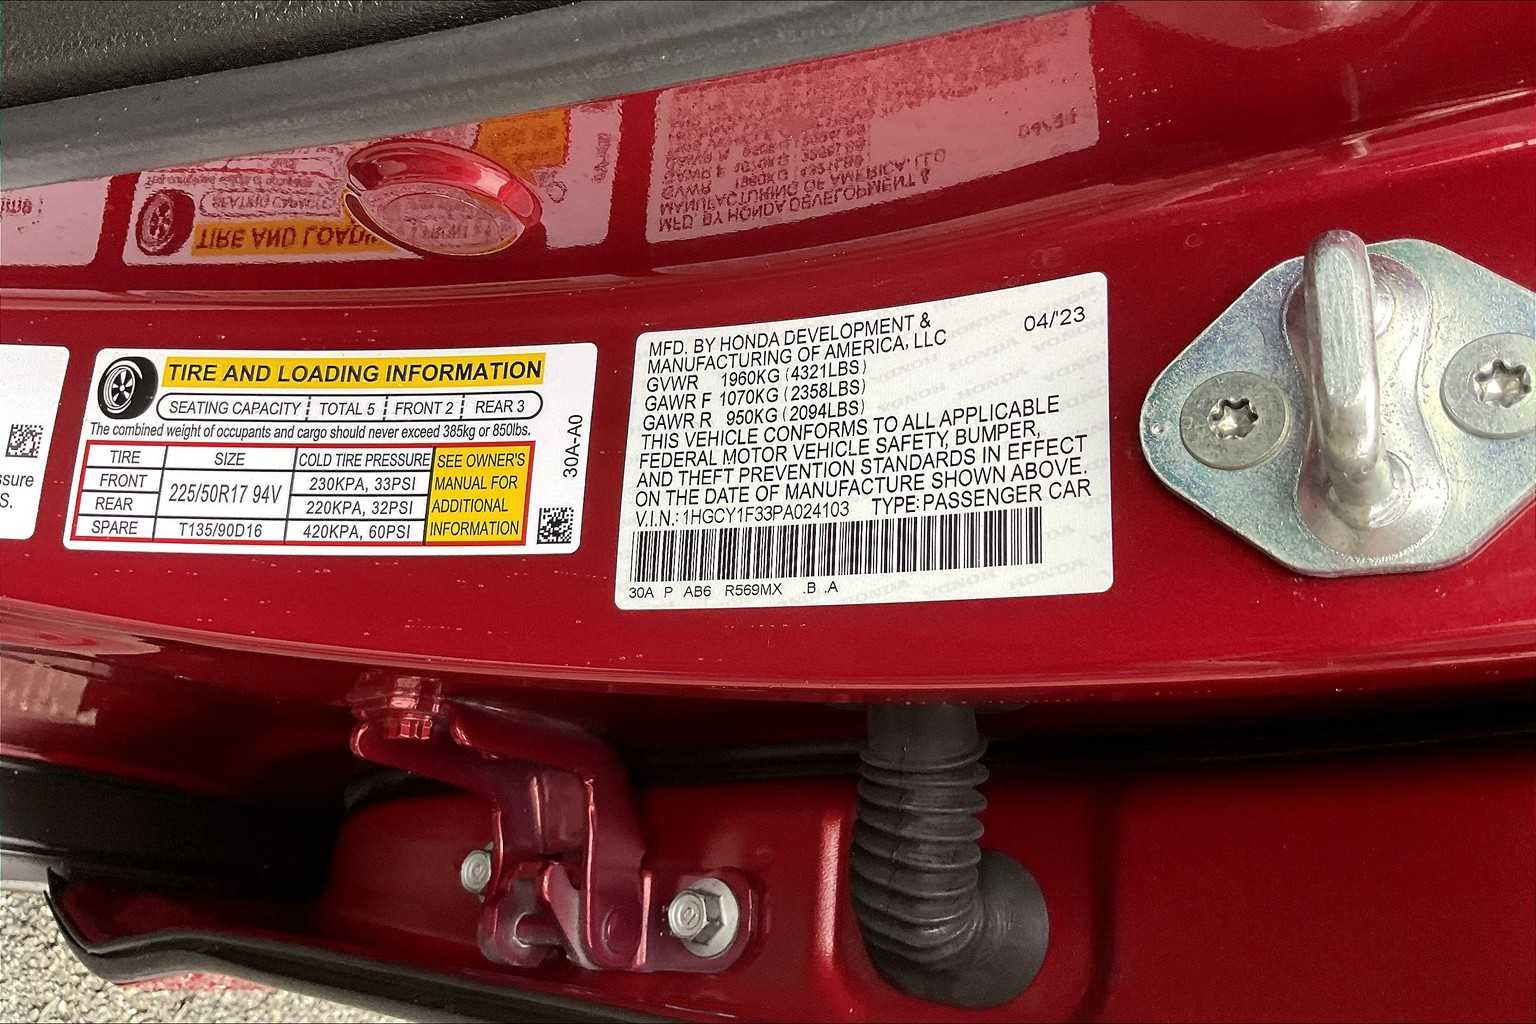 ssure
S.
TIRE AND LOADING INFORMATION
SEATING CAPACITY TOTAL 5 FRONT 2 REAR 3
The combined weight of occupants and cargo should never exceed 385kg or 850lbs.
TIRE SIZE COLD TIRE PRESSURE
FRONT 225/50R17 94V 230KPA, 33PSI
REAR 220KPA, 32PSI
SPARE T135/90D16 420KPA, 60PSI
SEE OWNER'S
MANUAL FOR
ADDITIONAL
INFORMATION
30A-A0
MFD. BY HONDA DEVELOPMENT &
MANUFACTURING OF AMERICA, LLC
04/'23
GVWR 1960KG (4321LBS)
GAWR F 1070KG (2358LBS)
GAWR R 950KG (2094LBS)
THIS VEHICLE CONFORMS TO ALL APPLICABLE
FEDERAL MOTOR VEHICLE SAFETY, BUMPER,
AND THEFT PREVENTION STANDARDS IN EFFECT
ON THE DATE OF MANUFACTURE SHOWN ABOVE.
V.I.N.: 1HGCY1F33PA024103 TYPE: PASSENGER CAR
30A P AB6 R569MX .B .A